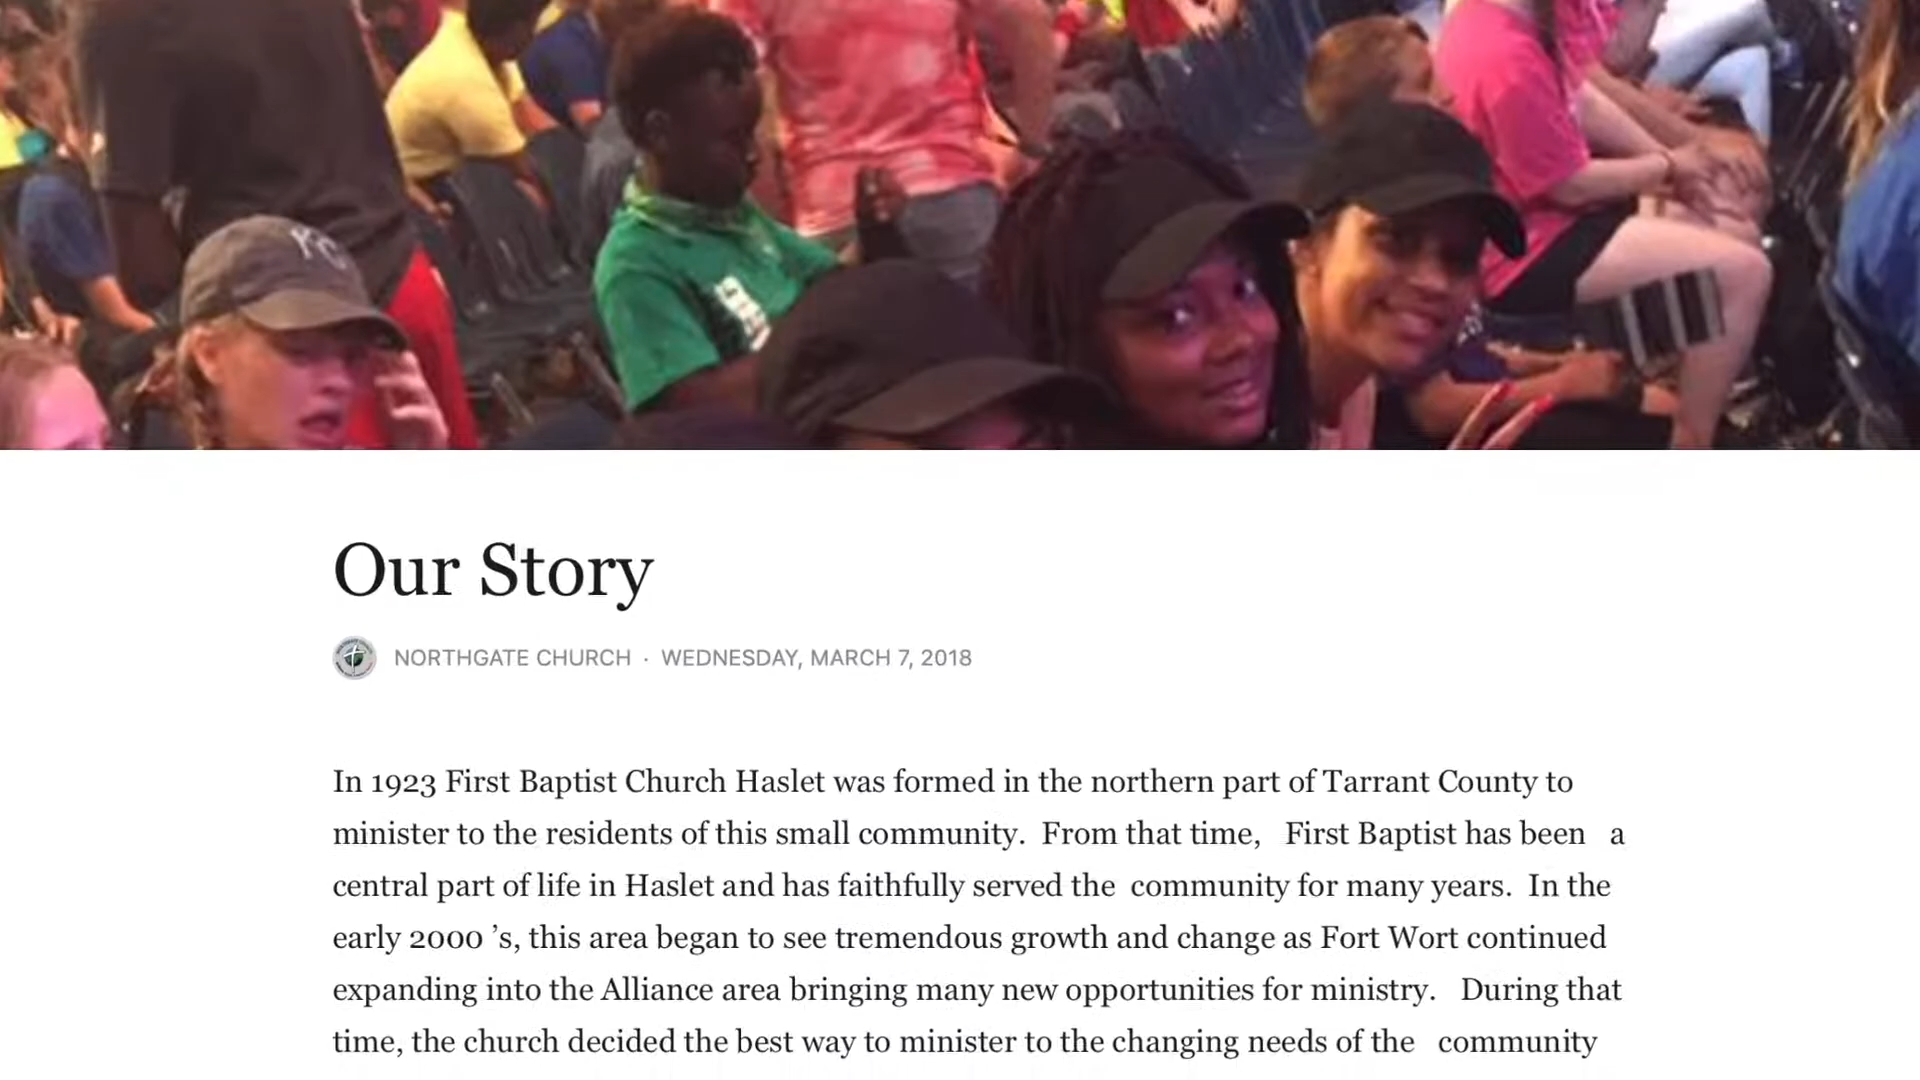 KC
Our Story
NORTHGATE CHURCH · WEDNESDAY, MARCH 7, 2018
In 1923 First Baptist Church Haslet was formed in the northern part of Tarrant County to
minister to the residents of this small community.  From that time,   First Baptist has been   a
central part of life in Haslet and has faithfully served the  community for many years.  In the
early 2000 ’s, this area began to see tremendous growth and change as Fort Wort continued
expanding into the Alliance area bringing many new opportunities for ministry.   During that
time, the church decided the best way to minister to the changing needs of the   community